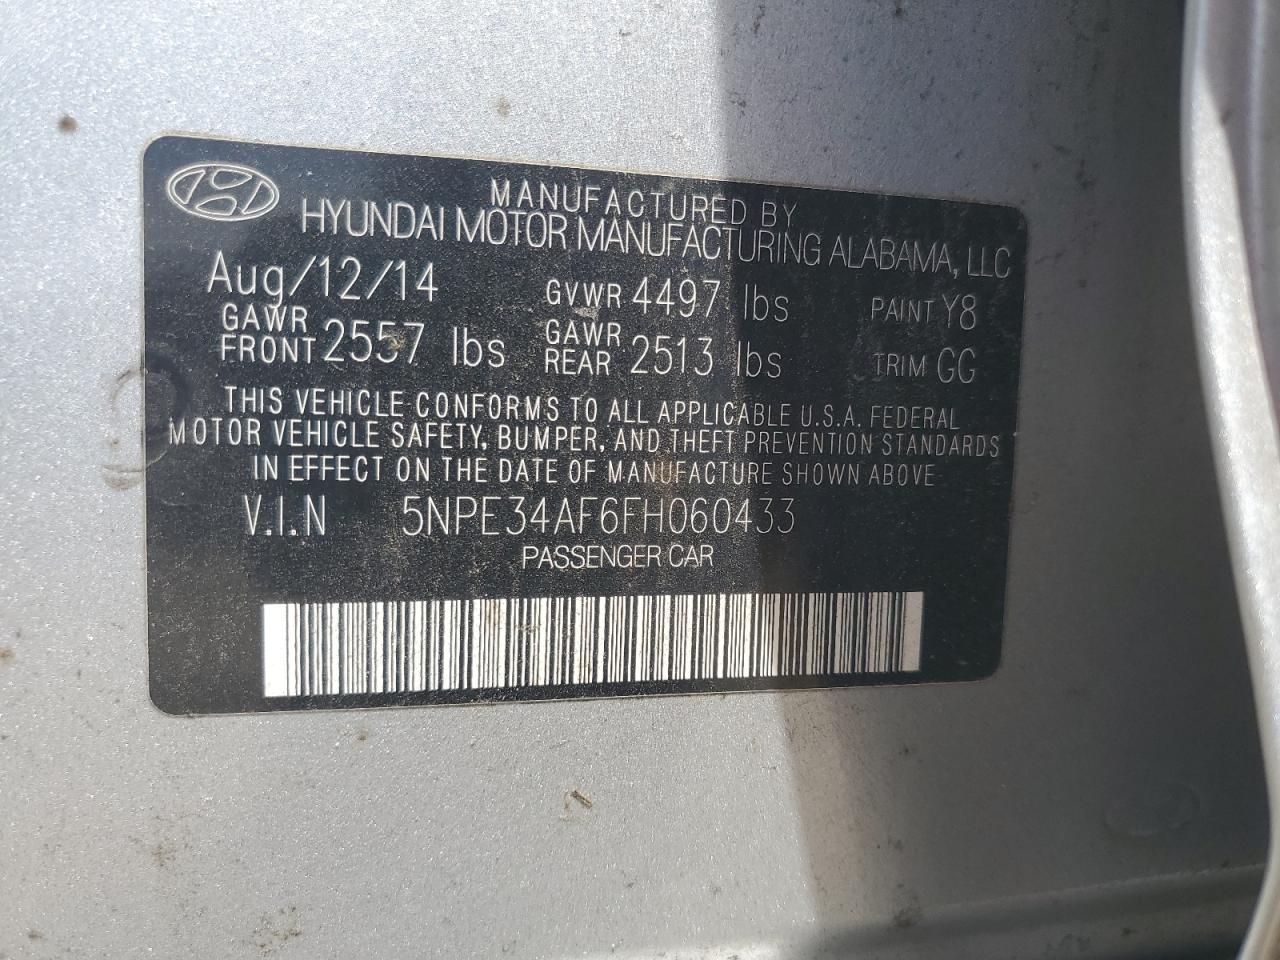 MANUFACTURED BY
HYUNDAI MOTOR MANUFACTURING ALABAMA, LLC
Aug/12/14 GVWR 4497 lbs PAINT Y8
GAWR FRONT 2557 lbs GAWR REAR 2513 lbs TRIM GG
THIS VEHICLE CONFORMS TO ALL APPLICABLE U.S.A. FEDERAL
MOTOR VEHICLE SAFETY, BUMPER, AND THEFT PREVENTION STANDARDS
IN EFFECT ON THE DATE OF MANUFACTURE SHOWN ABOVE
V.I.N 5NPE34AF6FH060433
PASSENGER CAR